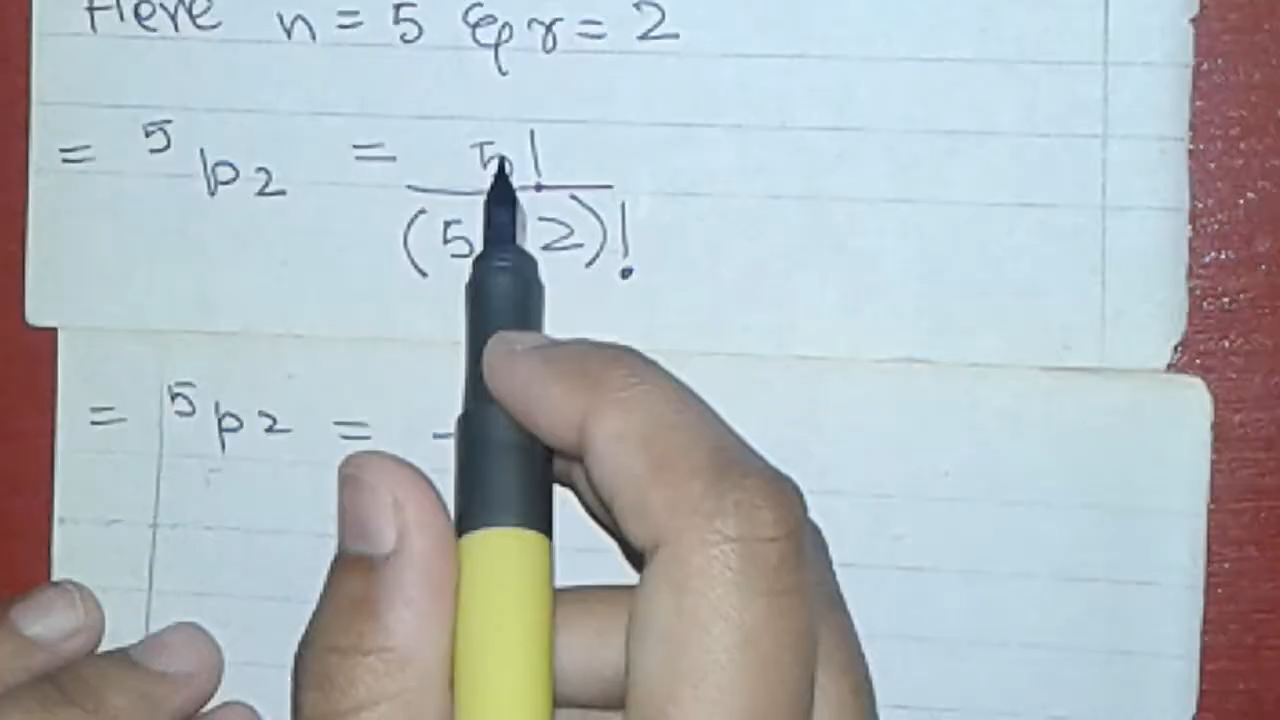 Here n = 5 & r = 2
= ⁵P₂ = 5! / (5 - 2)!
= ⁵P₂ =